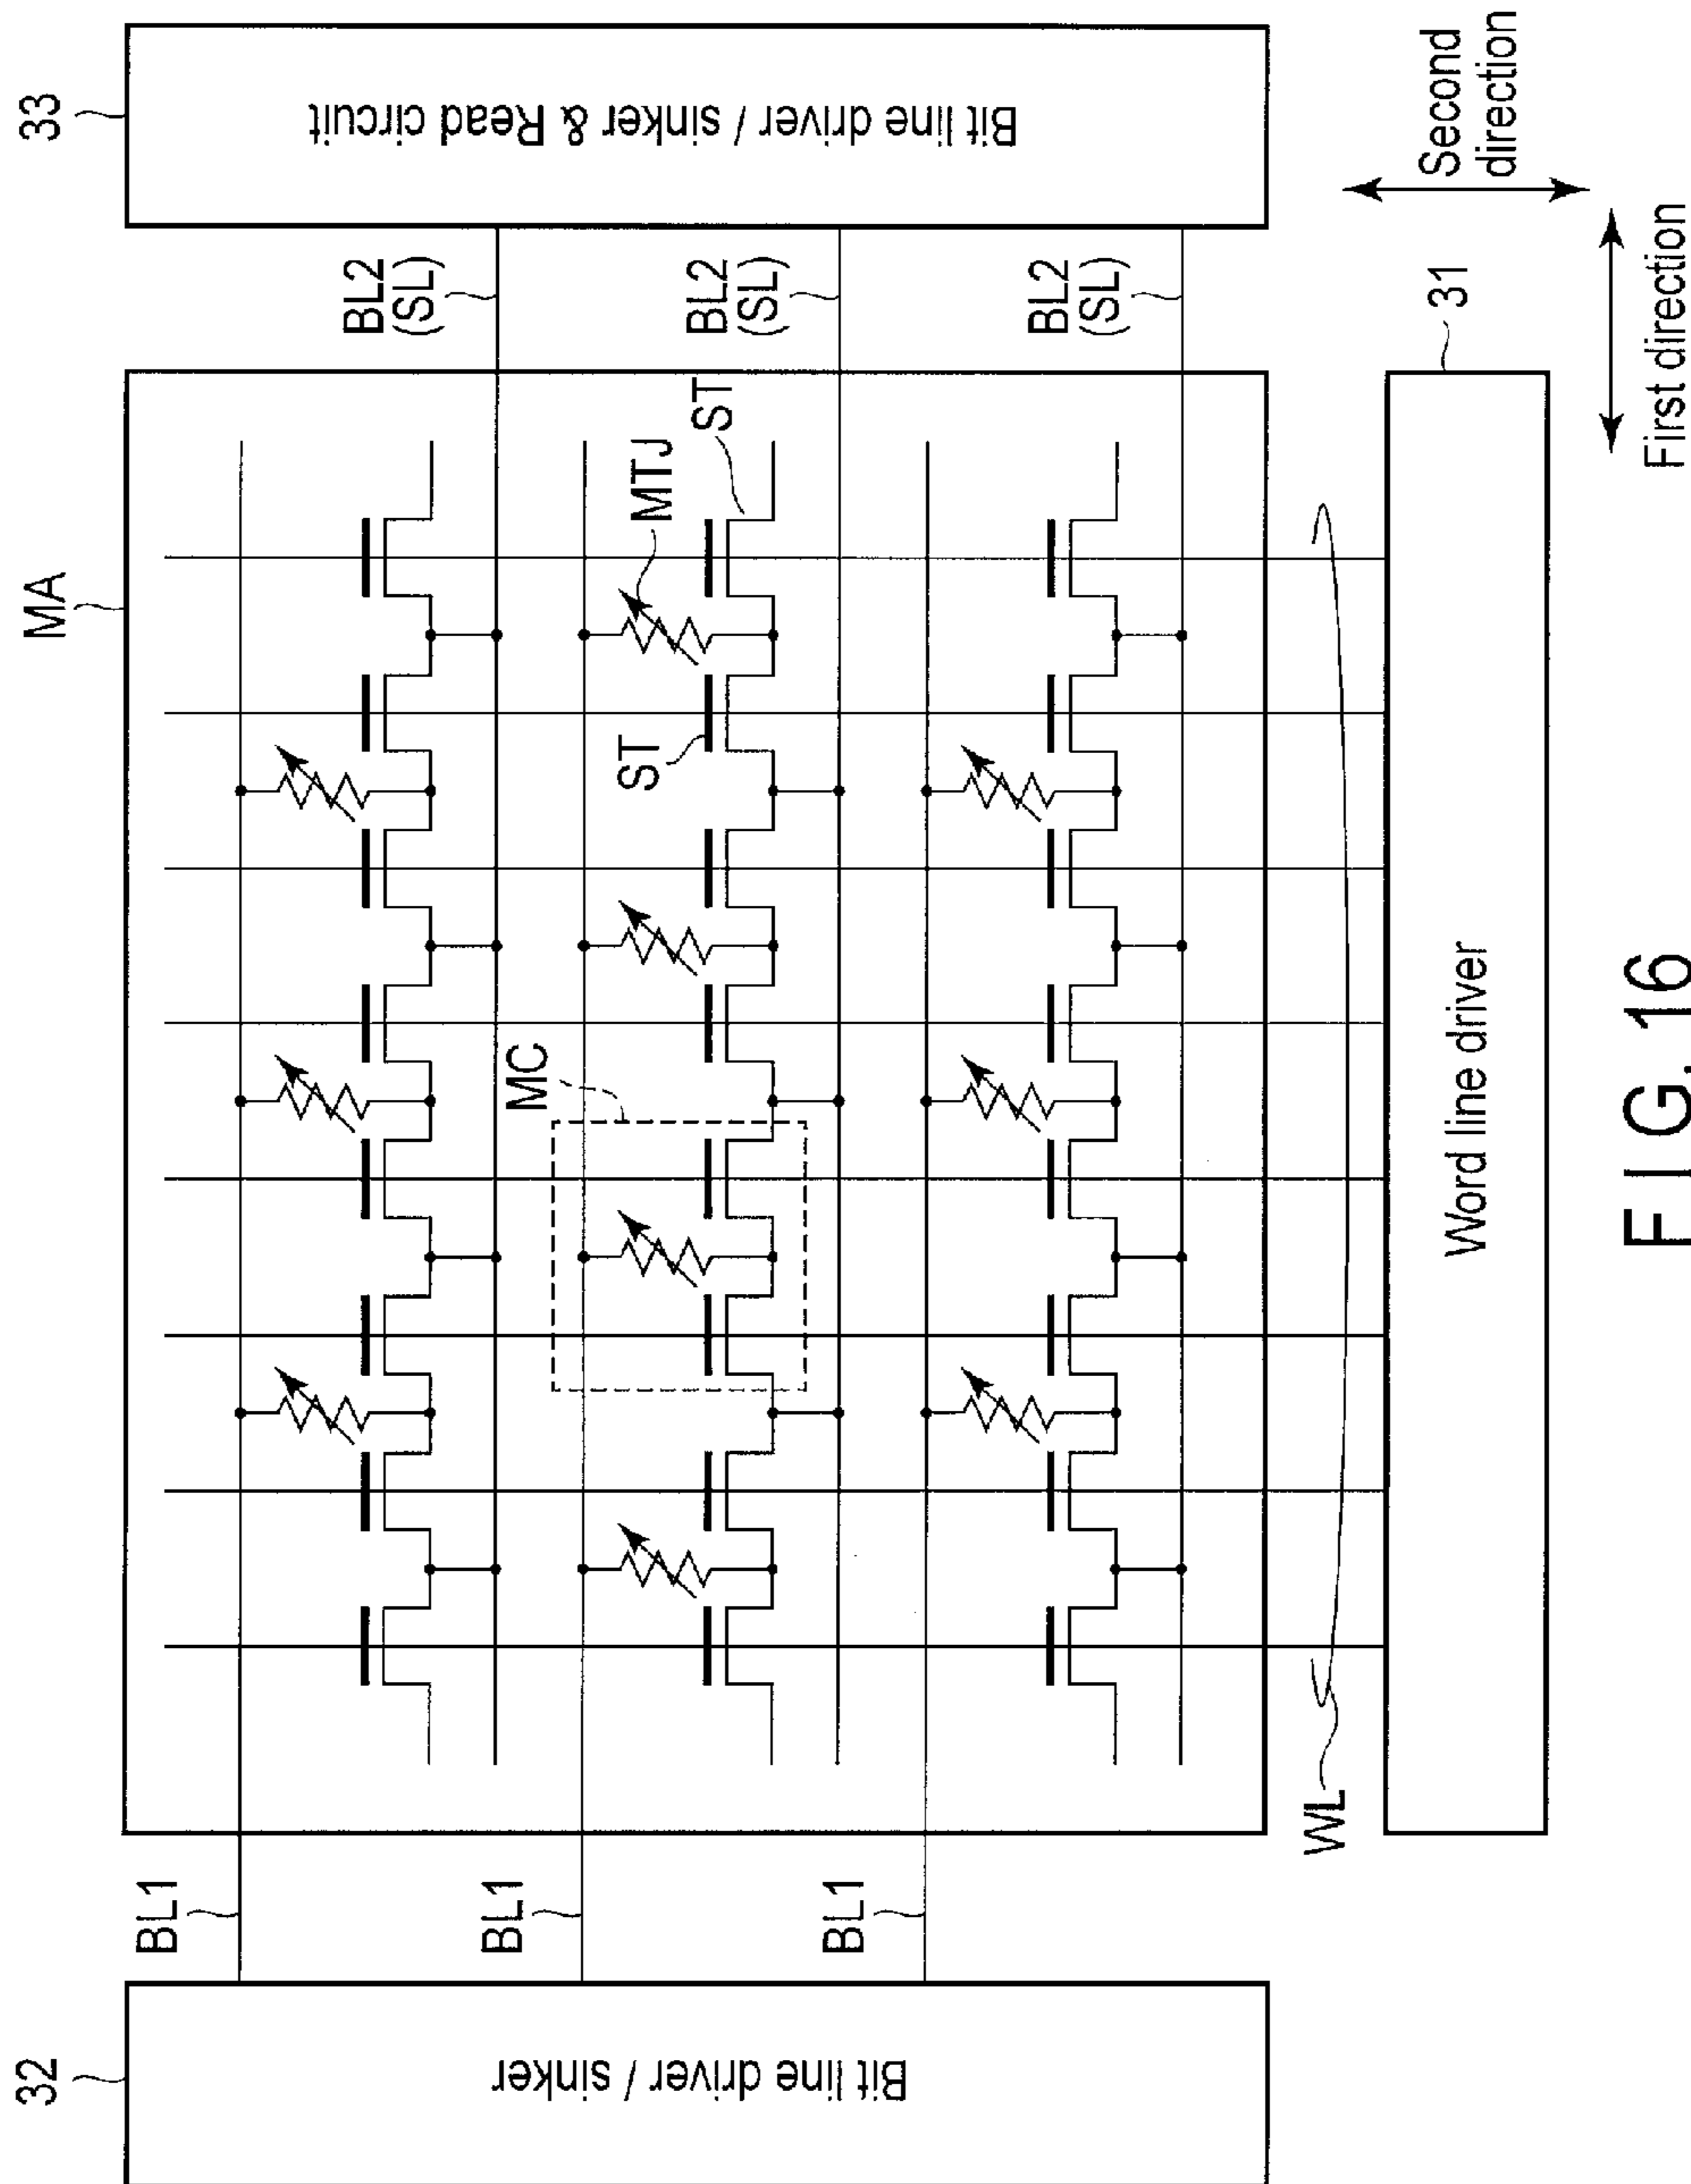 32
Bit line driver / sinker
BL1
BL1
BL1
MA
MC
MTJ
ST
ST
BL2
(SL)
BL2
(SL)
BL2
(SL)
33
Bit line driver / sinker & Read circuit
WL
31
Word line driver
First direction
Second
direction
FIG. 16